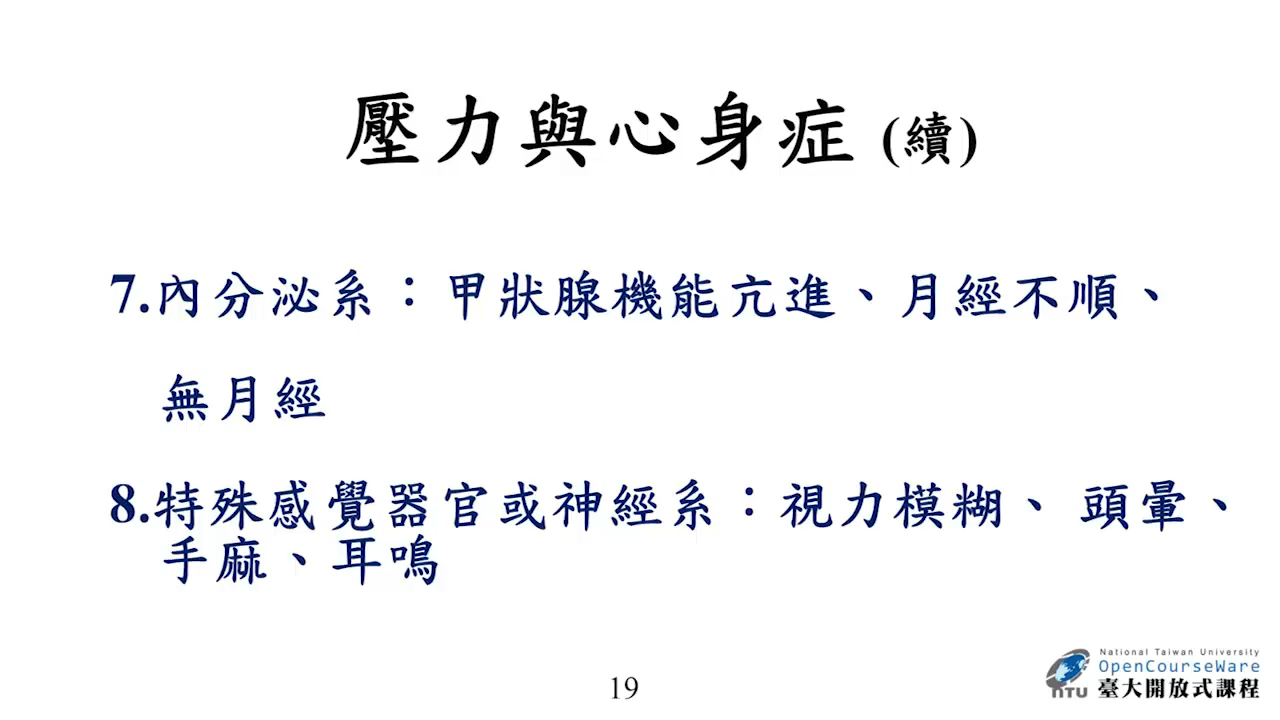 壓力與心身症 (續)
7.內分泌系：甲狀腺機能亢進、月經不順、
無月經
8.特殊感覺器官或神經系：視力模糊、 頭暈、
手麻、耳鳴
19
National Taiwan University
OpenCourseWare
NTU 臺大開放式課程